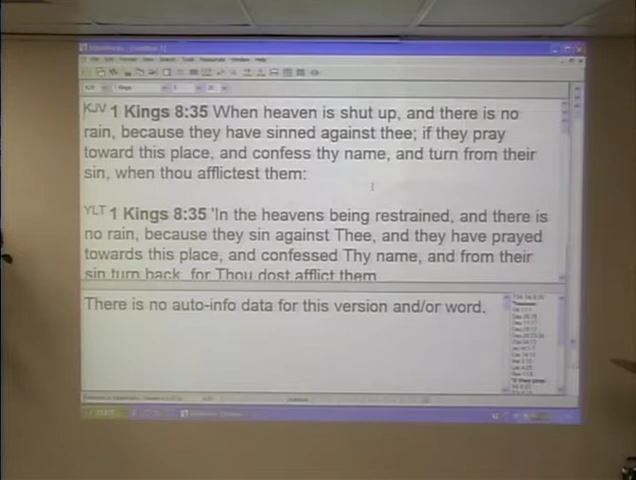 KJV 1 Kings 8:35 When heaven is shut up, and there is no
rain, because they have sinned against thee; if they pray
toward this place, and confess thy name, and turn from their
sin, when thou afflictest them:
YLT 1 Kings 8:35 'In the heavens being restrained, and there is
no rain, because they sin against Thee, and they have prayed
towards this place, and confessed Thy name, and from their
sin turn back, for Thou dost afflict them
There is no auto-info data for this version and/or word.